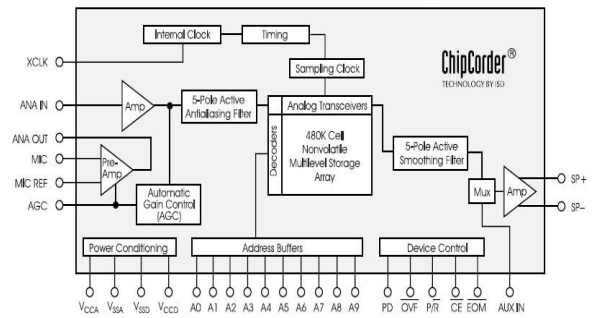 Internal Clock
Timing
XCLK
ChipCorder®
TECHNOLOGY BY ISD
Sampling Clock
ANA IN
Amp
5-Pole Active
Antialiasing Filter
Analog Transceivers
ANA OUT
MIC
MIC REF
AGC
Pre-
Amp
Automatic
Gain Control
(AGC)
Decoders
480K Cell
Nonvolatile
Multilevel Storage
Array
5-Pole Active
Smoothing Filter
Mux
Amp
SP+
SP–
Power Conditioning
Address Buffers
Device Control
VCCA VSSA VSSD VCCD A0 A1 A2 A3 A4 A5 A6 A7 A8 A9 PD OVF P/R CE EOM AUX IN